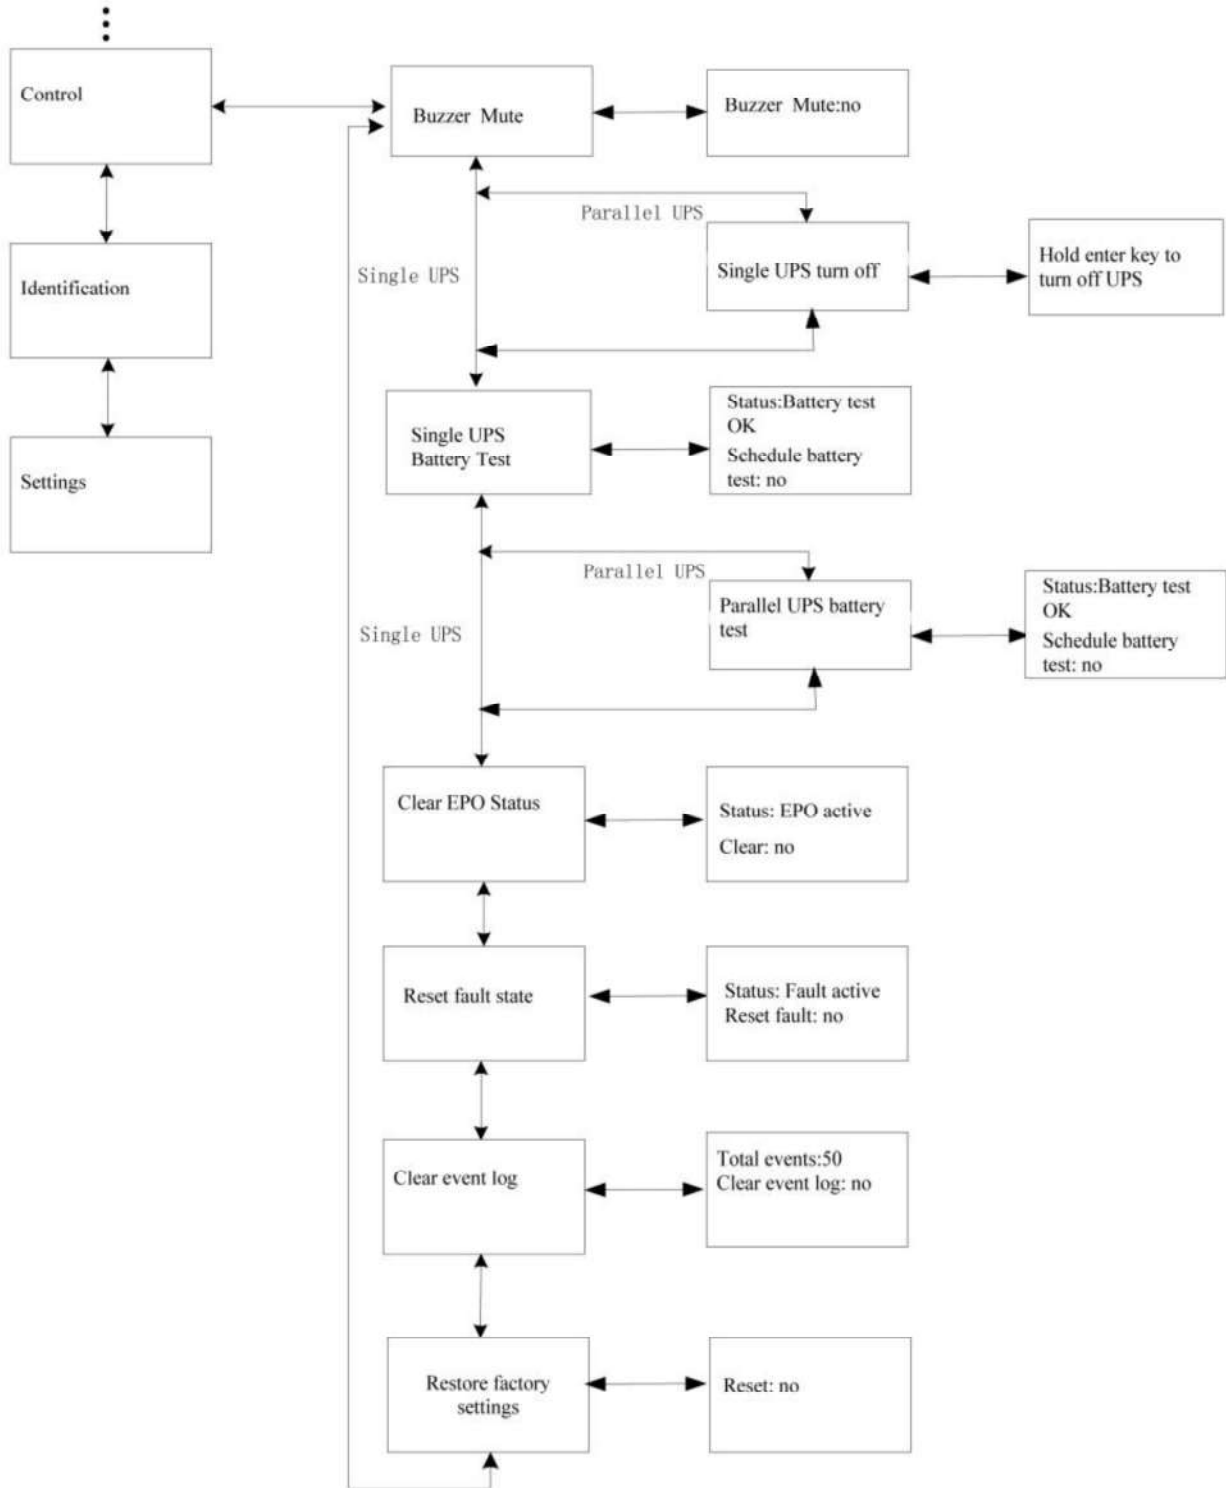 Control
Buzzer Mute
Buzzer Mute:no
Parallel UPS
Single UPS
Single UPS turn off
Hold enter key to
turn off UPS
Identification
Single UPS
Battery Test
Status:Battery test
OK
Schedule battery
test: no
Settings
Parallel UPS
Single UPS
Parallel UPS battery
test
Status:Battery test
OK
Schedule battery
test: no
Clear EPO Status
Status: EPO active
Clear: no
Reset fault state
Status: Fault active
Reset fault: no
Clear event log
Total events:50
Clear event log: no
Restore factory
settings
Reset: no